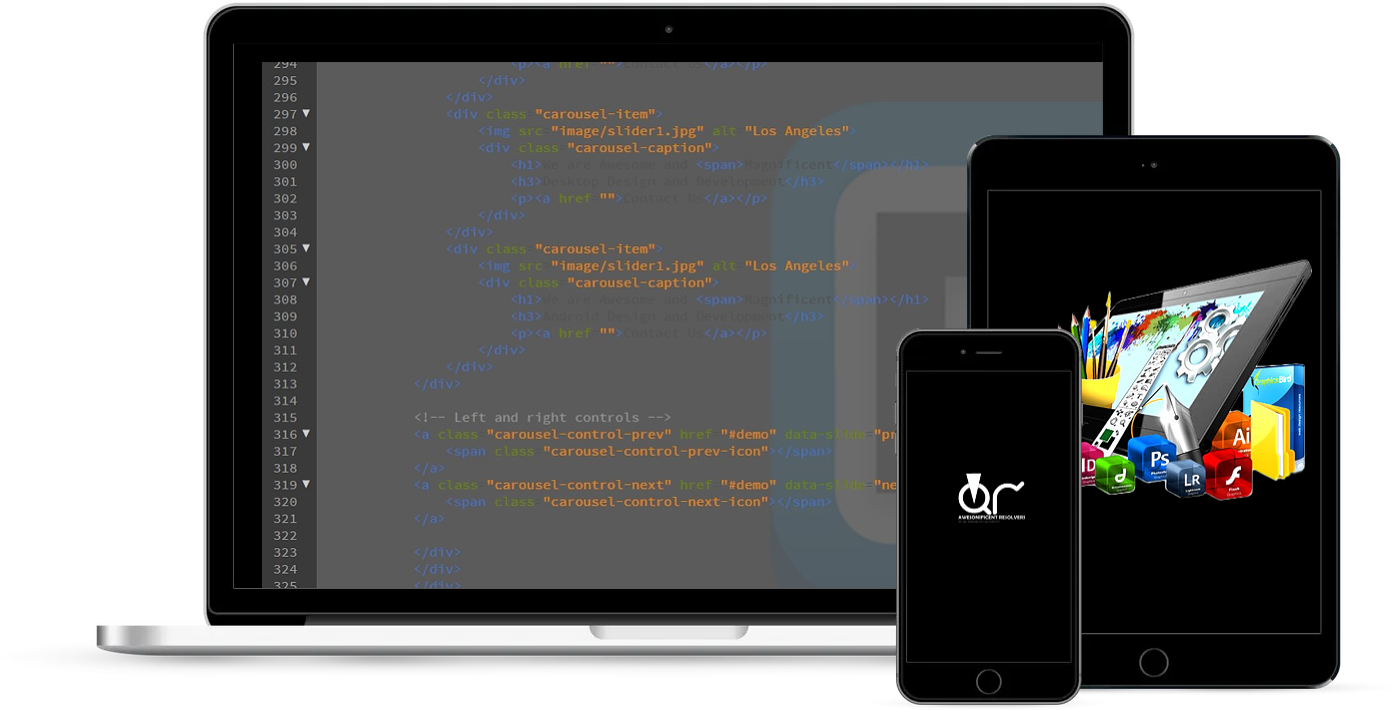 294 <p><a href "">Contact Us</a></p>
295 </div>
296 </div>
297 <div class "carousel-item">
298 <img src "image/slider1.jpg" alt "Los Angeles">
299 <div class "carousel-caption">
300 <h1>We are Awesome and <span>Magnificent</span></h1>
301 <h3>Desktop Design and Development</h3>
302 <p><a href "">Contact Us</a></p>
303 </div>
304 </div>
305 <div class "carousel-item">
306 <img src "image/slider1.jpg" alt "Los Angeles"
307 <div class "carousel-caption">
308 <h1>We are Awesome and <span>Magnificent</span></h1>
309 <h3>Android Design and Development</h3>
310 <p><a href "">Contact Us</a></p>
311 </div>
312 </div>
313 </div>
314
315 <!-- Left and right controls -->
316 <a class "carousel-control-prev" href "#demo" data-slide="pr
317 <span class "carousel-control-prev-icon"></span>
318 </a>
319 <a class "carousel-control-next" href "#demo" data-slide="ne
320 <span class "carousel-control-next-icon"></span>
321 </a>
322
323 </div>
324 </div>
325 </div>
AWESONIFICENT RESOLVERS
Ai
Ps
ID
LR